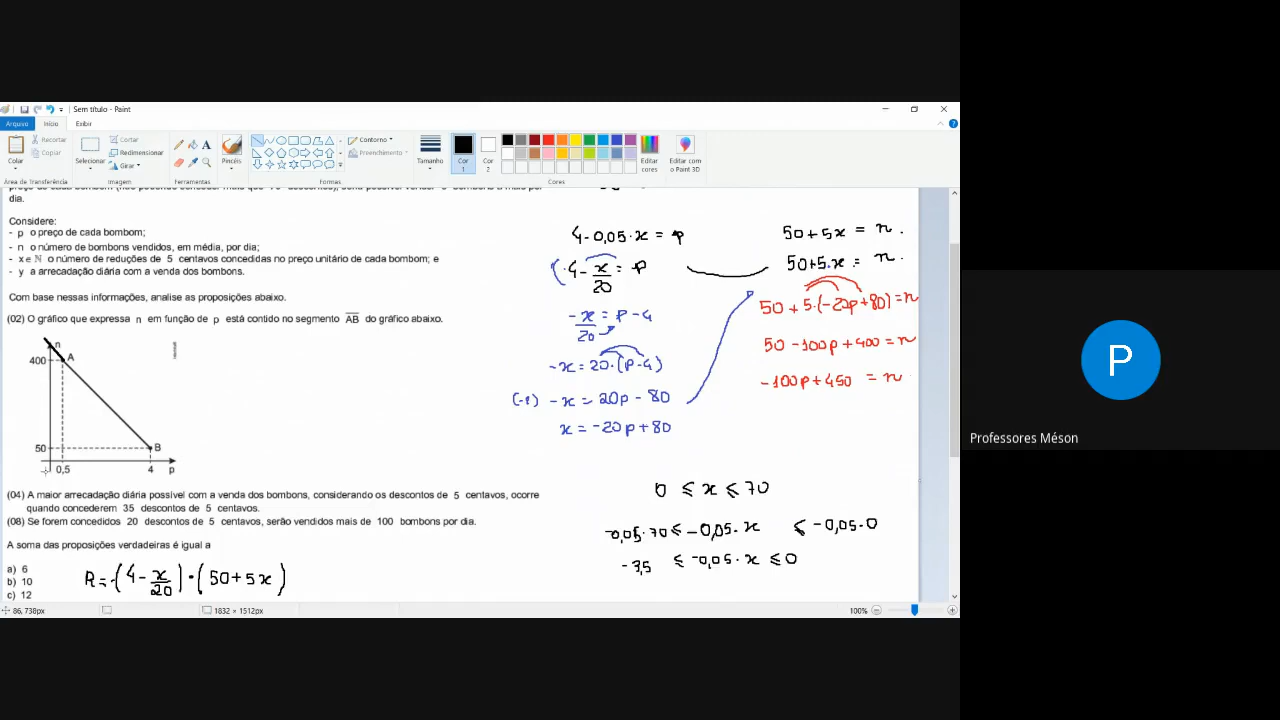 Sem título - Paint
Arquivo Início Exibir
Colar
Recortar
Copiar
Área de Transferência
Selecionar
Cortar
Redimensionar
Girar
Imagem
A
Ferramentas
Pincéis
Contorno
Preenchimento
Formas
Tamanho
Cor 1
Cor 2
Editar cores
Editar com o Paint 3D
Cores
dia.
Considere:
- p o preço de cada bombom;
- n o número de bombons vendidos, em média, por dia;
- x ∈ ℕ o número de reduções de 5 centavos concedidas no preço unitário de cada bombom; e
- y a arrecadação diária com a venda dos bombons.
Com base nessas informações, analise as proposições abaixo.
(02) O gráfico que expressa n em função de p está contido no segmento AB do gráfico abaixo.
n
400 A
50 B
0,5 4 p
(04) A maior arrecadação diária possível com a venda dos bombons, considerando os descontos de 5 centavos, ocorre
quando concederem 35 descontos de 5 centavos.
(08) Se forem concedidos 20 descontos de 5 centavos, serão vendidos mais de 100 bombons por dia.
A soma das proposições verdadeiras é igual a
a) 6
b) 10
c) 12
R = (4 - x/20) • (50 + 5x)
4 - 0,05·x = p
4 - x/20 = p
-x/20 = p - 4
-x = 20·(p - 4)
(-1) -x = 20p - 80
x = -20p + 80
50 + 5x = n.
50 + 5·x = n.
50 + 5·(-20p + 80) = n
50 - 100p + 400 = n
-100p + 450 = n
0 ≤ x ≤ 70
-0,05·70 ≤ -0,05·x ≤ -0,05·0
-3,5 ≤ -0,05·x ≤ 0
86, 738px
1832 × 1512px
100%
P
Professores Méson